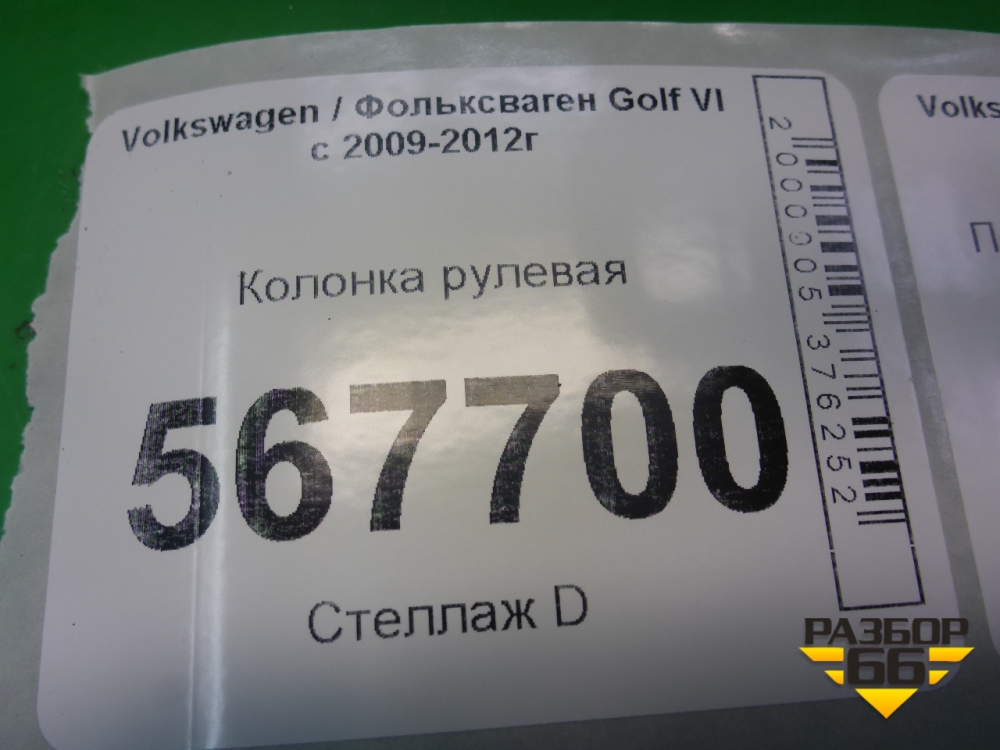 Volkswagen / Фольксваген Golf VI
с 2009-2012г
Колонка рулевая
567700
Стеллаж D
2000005376252
Volks
П
РАЗБОР
66